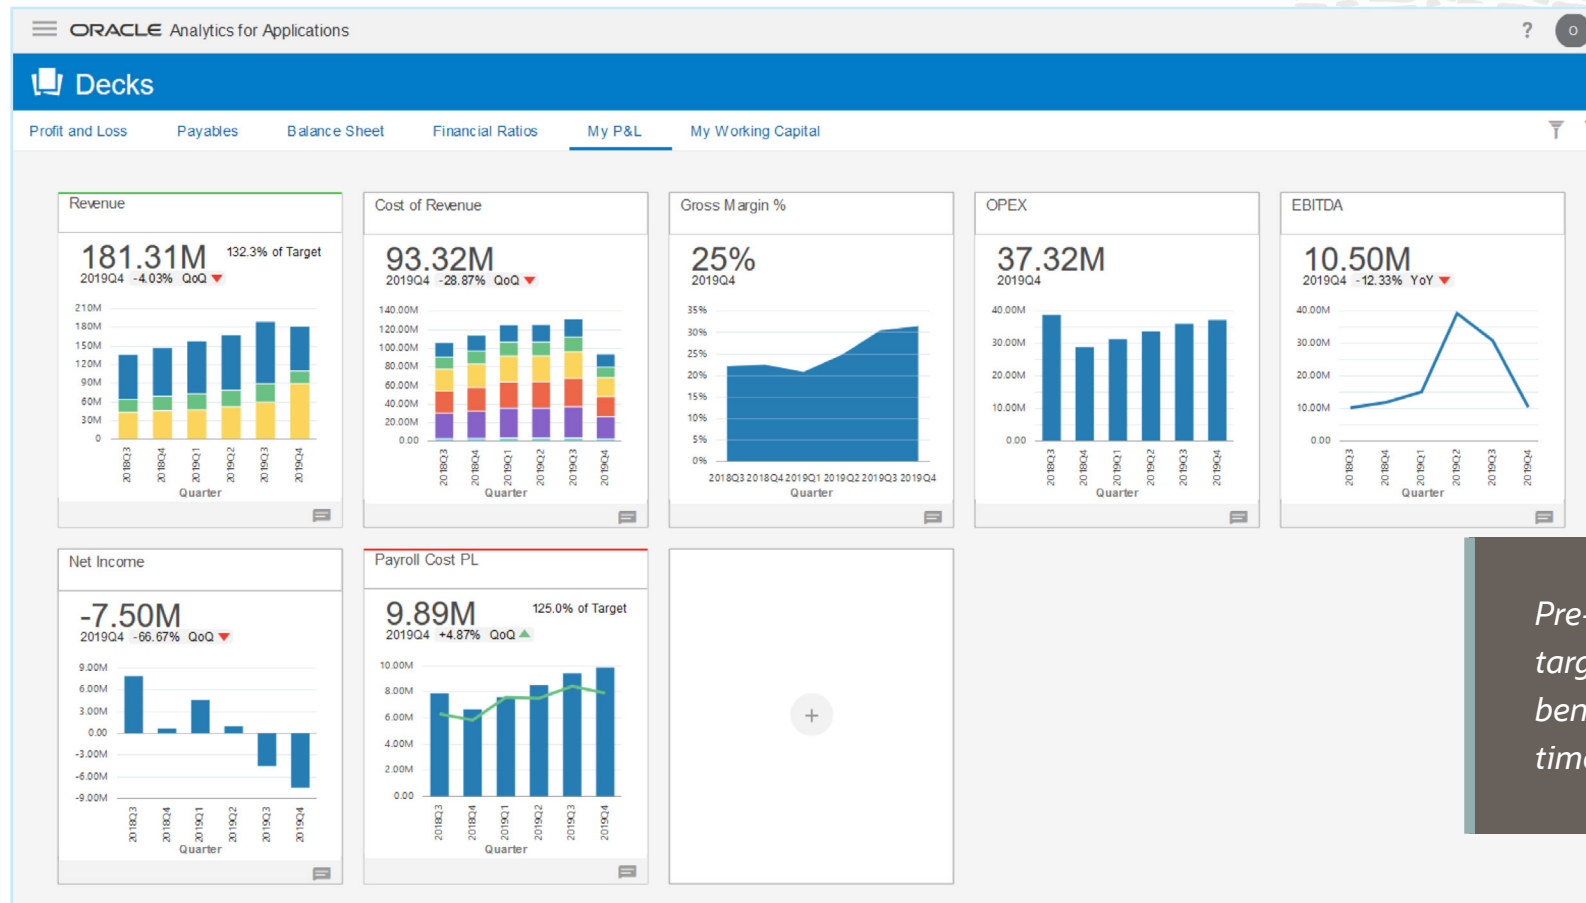 ORACLE Analytics for Applications
?
O
Decks
Profit and Loss Payables Balance Sheet Financial Ratios My P&L My Working Capital
Revenue
181.31M 132.3% of Target
2019Q4 -4.03% QoQ
210M
180M
150M
120M
90M
60M
30M
0
2018Q3 2018Q4 2019Q1 2019Q2 2019Q3 2019Q4
Quarter
Cost of Revenue
93.32M
2019Q4 -28.87% QoQ
140.00M
120.00M
100.00M
80.00M
60.00M
40.00M
20.00M
0.00
2018Q3 2018Q4 2019Q1 2019Q2 2019Q3 2019Q4
Quarter
Gross Margin %
25%
2019Q4
35%
30%
25%
20%
15%
10%
5%
0%
2018Q3 2018Q4 2019Q1 2019Q2 2019Q3 2019Q4
Quarter
OPEX
37.32M
2019Q4
40.00M
30.00M
20.00M
10.00M
0.00
2018Q3 2018Q4 2019Q1 2019Q2 2019Q3 2019Q4
Quarter
EBITDA
10.50M
2019Q4 -12.33% YoY
40.00M
30.00M
20.00M
10.00M
0.00
2018Q3 2018Q4 2019Q1 2019Q2 2019Q3 2019Q4
Quarter
Net Income
-7.50M
2019Q4 -66.67% QoQ
9.00M
6.00M
3.00M
0.00
-3.00M
-6.00M
-9.00M
2018Q3 2018Q4 2019Q1 2019Q2 2019Q3 2019Q4
Quarter
Payroll Cost PL
9.89M 125.0% of Target
2019Q4 +4.87% QoQ
10.00M
8.00M
6.00M
4.00M
2.00M
0.00
2018Q3 2018Q4 2019Q1 2019Q2 2019Q3 2019Q4
Quarter
+
Pre-